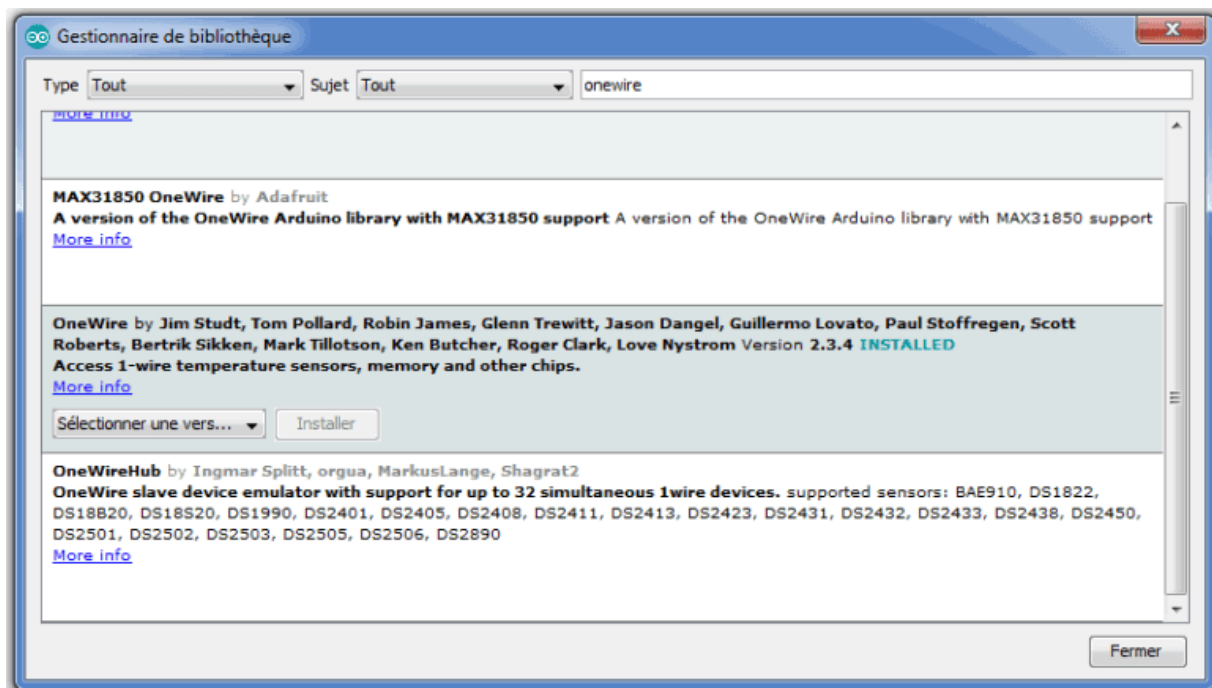 Gestionnaire de bibliothèque
Type Tout Sujet Tout onewire
More info
MAX31850 OneWire by Adafruit
A version of the OneWire Arduino library with MAX31850 support A version of the OneWire Arduino library with MAX31850 support
More info
OneWire by Jim Studt, Tom Pollard, Robin James, Glenn Trewitt, Jason Dangel, Guillermo Lovato, Paul Stoffregen, Scott
Roberts, Bertrik Sikken, Mark Tillotson, Ken Butcher, Roger Clark, Love Nystrom Version 2.3.4 INSTALLED
Access 1-wire temperature sensors, memory and other chips.
More info
Sélectionner une vers... Installer
OneWireHub by Ingmar Splitt, orgua, MarkusLange, Shagrat2
OneWire slave device emulator with support for up to 32 simultaneous 1wire devices. supported sensors: BAE910, DS1822,
DS18B20, DS18S20, DS1990, DS2401, DS2405, DS2408, DS2411, DS2413, DS2423, DS2431, DS2432, DS2433, DS2438, DS2450,
DS2501, DS2502, DS2503, DS2505, DS2506, DS2890
More info
Fermer